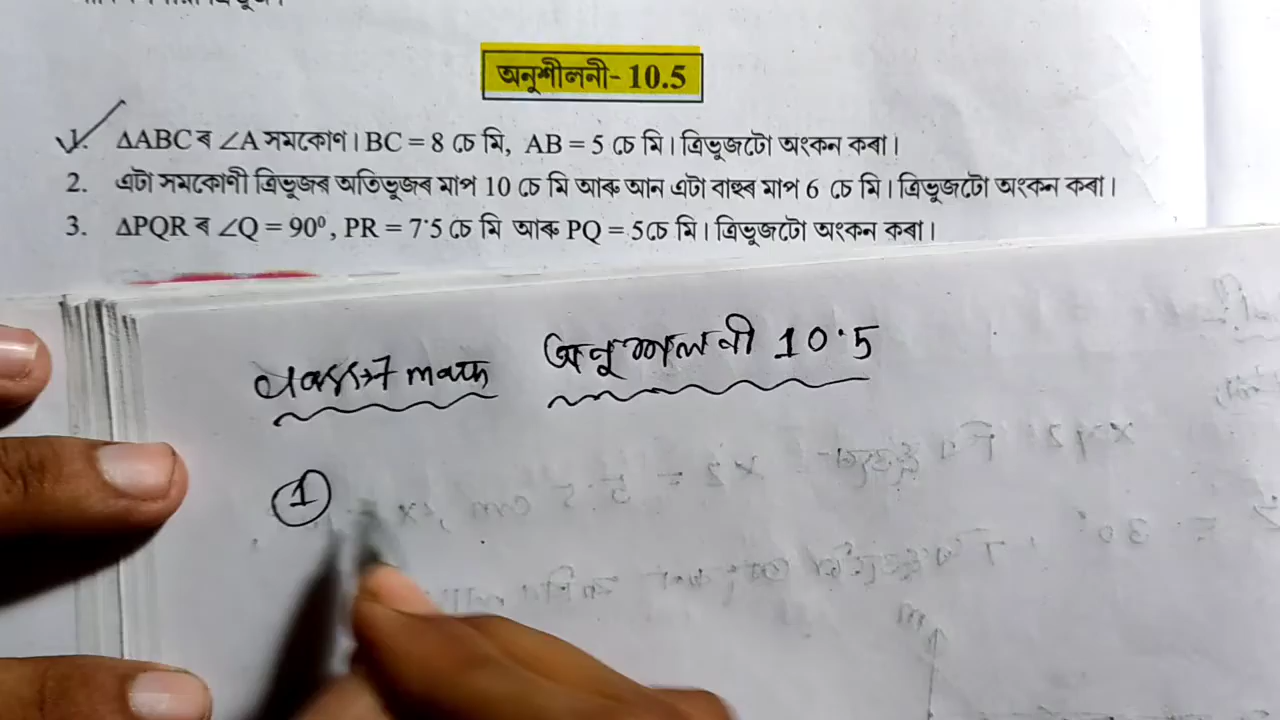 অনুশীলনী- 10.5
1. ΔABC ৰ ∠A সমকোণ। BC = 8 চে মি, AB = 5 চে মি। ত্ৰিভূজটো অংকন কৰা।
2. এটা সমকোণী ত্ৰিভূজৰ অতিভূজৰ মাপ 10 চে মি আৰু আন এটা বাহুৰ মাপ 6 চে মি। ত্ৰিভূজটো অংকন কৰা।
3. ΔPQR ৰ ∠Q = 90⁰, PR = 7·5 চে মি আৰু PQ = 5চে মি। ত্ৰিভূজটো অংকন কৰা।
class→7 math অনুশীলনী 10·5
1